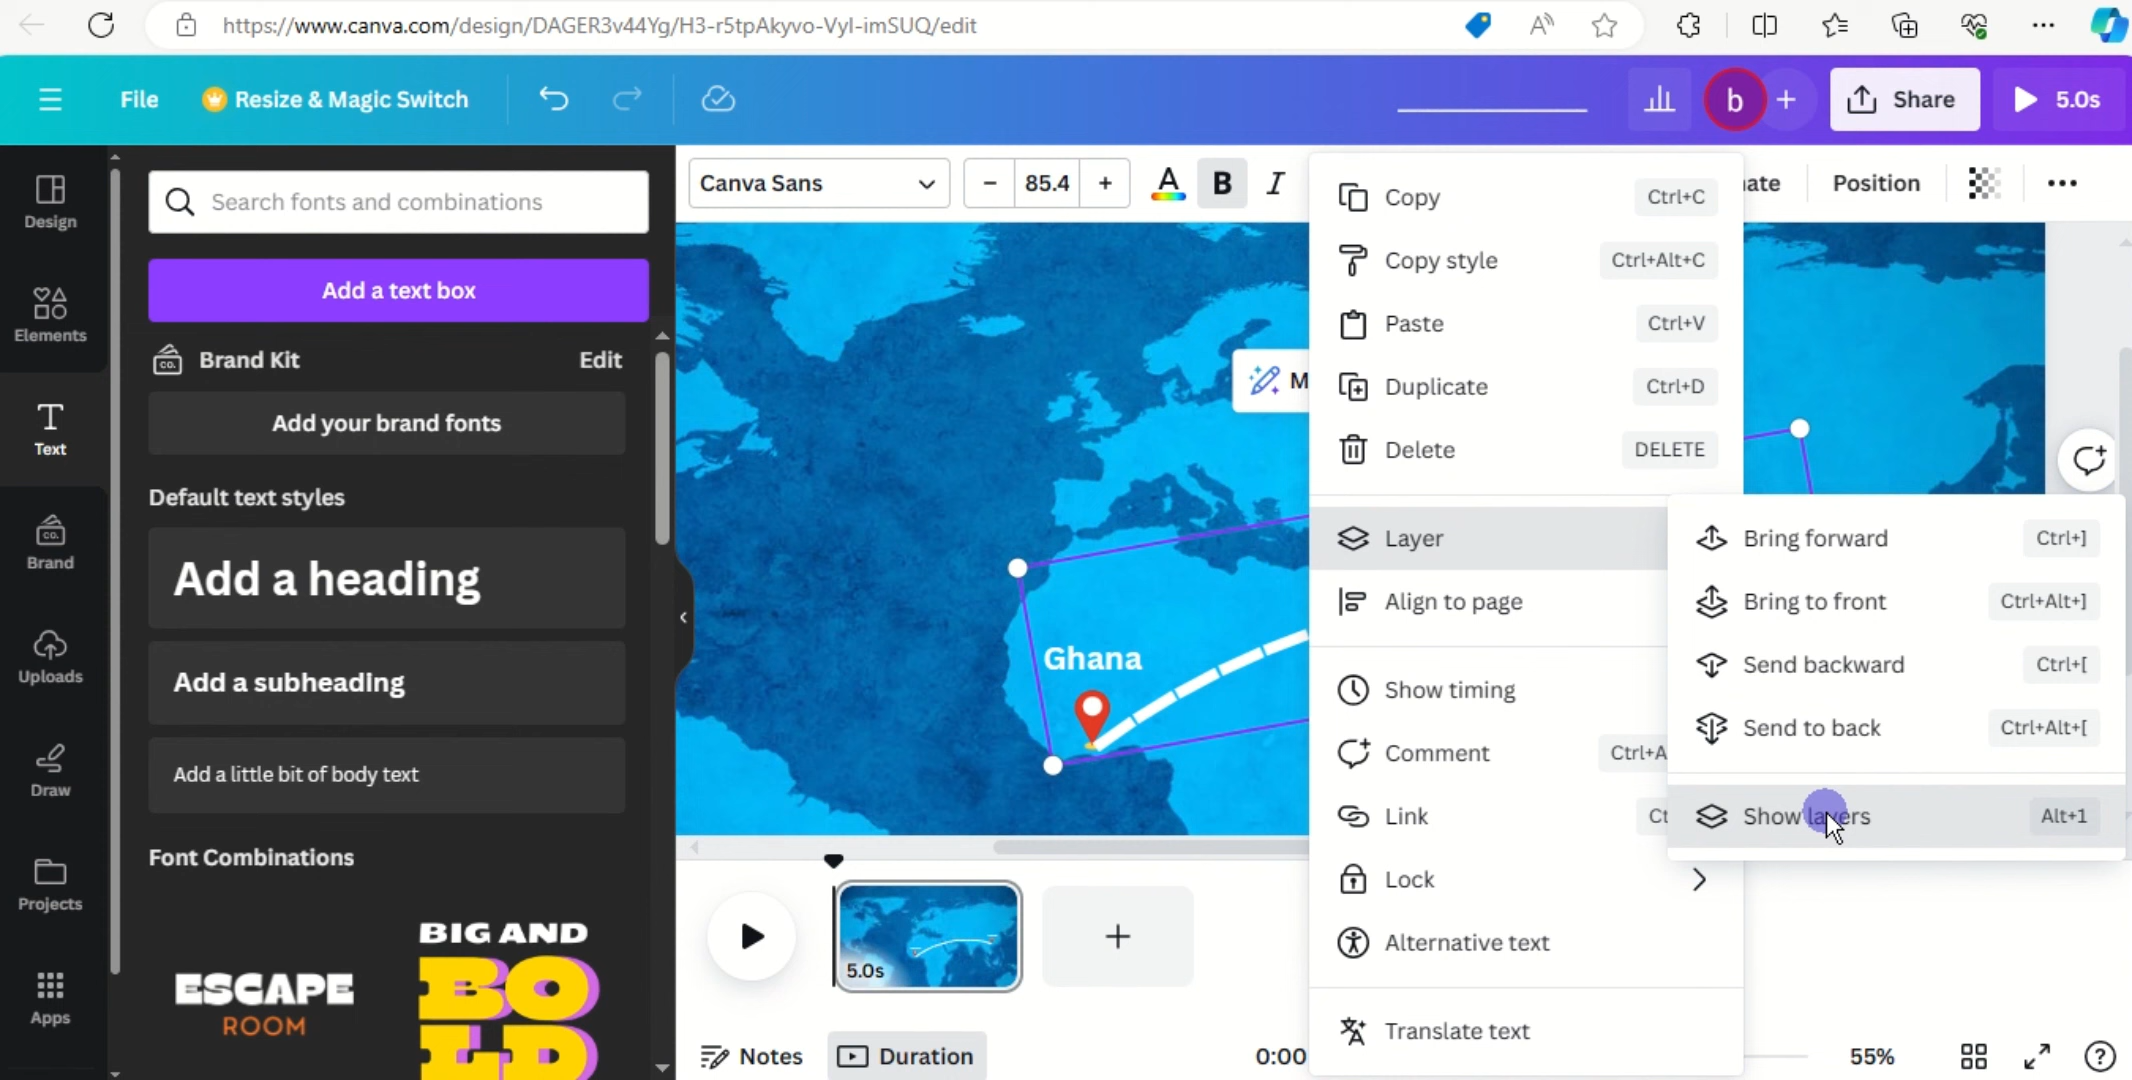 https://www.canva.com/design/DAGER3v44Yg/H3-r5tpAkyvo-VyI-imSUQ/edit
File
Resize & Magic Switch
b
Share
5.0s
Design
Elements
Text
Brand
Uploads
Draw
Projects
Apps
Search fonts and combinations
Add a text box
Brand Kit
Edit
Add your brand fonts
Default text styles
Add a heading
Add a subheading
Add a little bit of body text
Font Combinations
ESCAPE
ROOM
BIG AND
BOLD
Canva Sans
85.4
A
B
I
Position
Ghana
Copy Ctrl+C
Copy style Ctrl+Alt+C
Paste Ctrl+V
Duplicate Ctrl+D
Delete DELETE
Layer
Align to page
Show timing
Comment
Link
Lock
Alternative text
Translate text
Bring forward Ctrl+]
Bring to front Ctrl+Alt+]
Send backward Ctrl+[
Send to back Ctrl+Alt+[
Show layers Alt+1
5.0s
Notes
Duration
0:00
55%